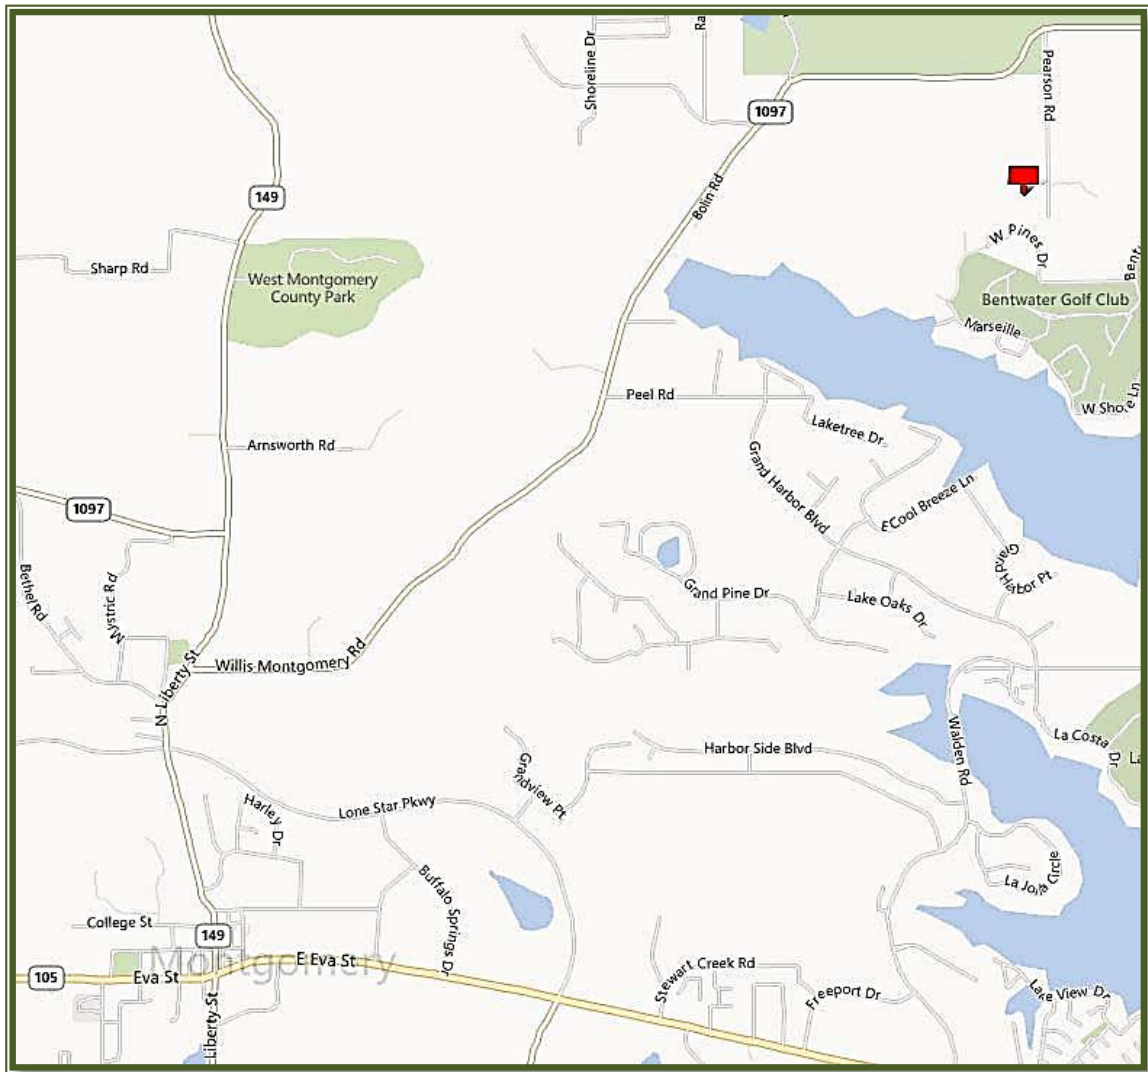 Shoreline Dr
Ra
Pearson Rd
1097
Bolin Rd
149
Sharp Rd
West Montgomery
County Park
W Pines Dr
Bent
Bentwater Golf Club
Marseille
W Shore Ln
Peel Rd
Laketree Dr
Arnsworth Rd
Grand Harbor Blvd
E Cool Breeze Ln
1097
Bethel Rd
Mystric Rd
Grand Harbor Pt
Grand Pine Dr
Lake Oaks Dr
Willis Montgomery Rd
N Liberty St
Walden Rd
La Costa Dr
La
Harbor Side Blvd
Grandview Pt
Lone Star Pkwy
Harley Dr
La Jolla Circle
Buffalo Springs Dr
College St
149
Montgomery
E Eva St
105
Eva St
Stewart Creek Rd
Freeport Dr
Lake View Dr
Liberty St